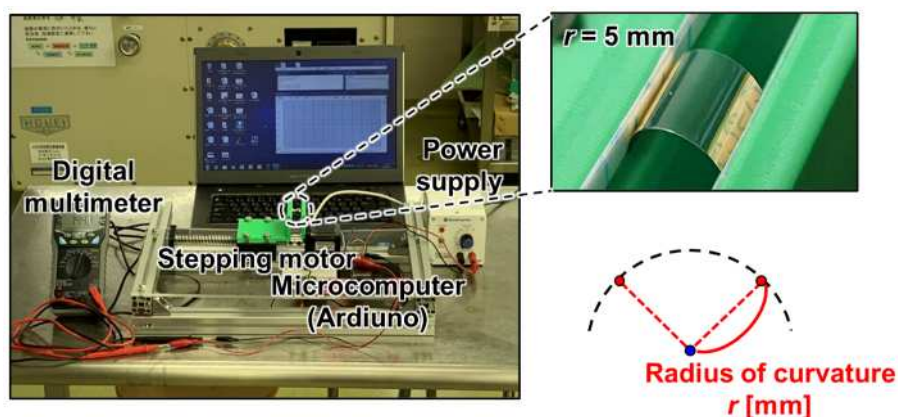 r = 5 mm
Power
supply
Digital
multimeter
Stepping motor
Microcomputer
(Ardiuno)
Radius of curvature
r [mm]